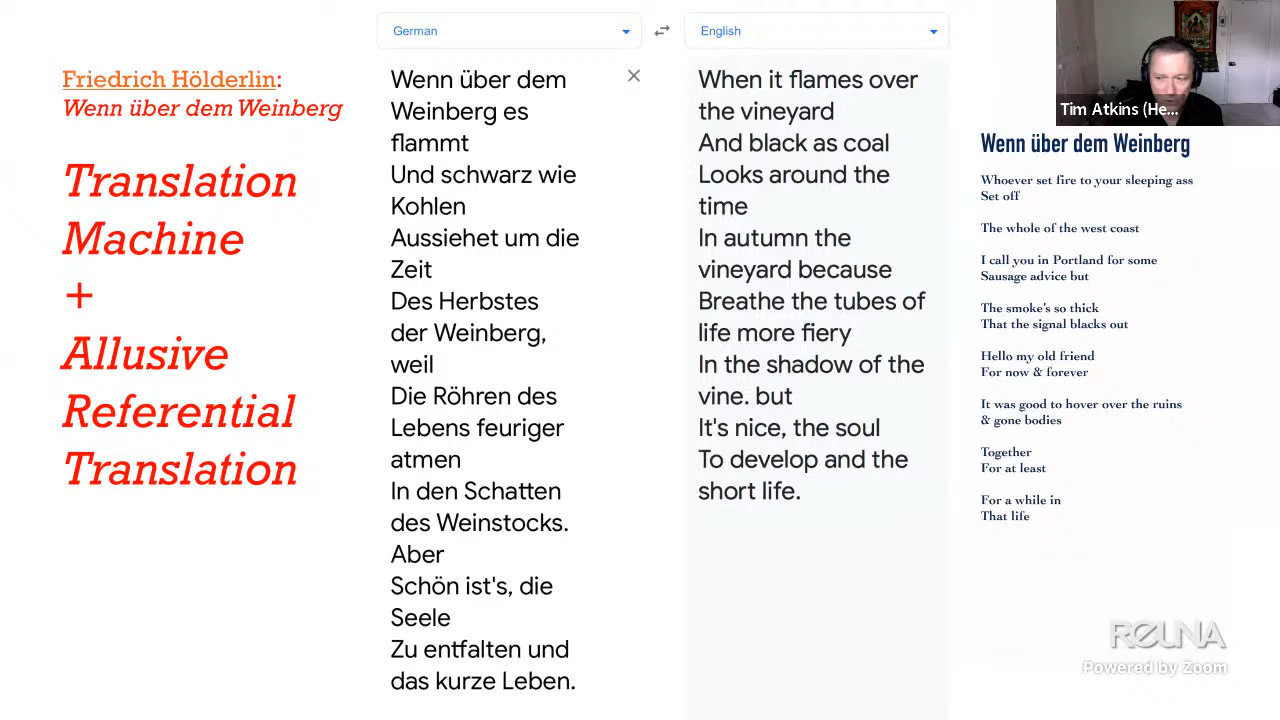 Friedrich Hölderlin:
Wenn über dem Weinberg
Translation
Machine
+
Allusive
Referential
Translation
German
Wenn über dem
Weinberg es
flammt
Und schwarz wie
Kohlen
Aussiehet um die
Zeit
Des Herbstes
der Weinberg,
weil
Die Röhren des
Lebens feuriger
atmen
In den Schatten
des Weinstocks.
Aber
Schön ist's, die
Seele
Zu entfalten und
das kurze Leben.
English
When it flames over
the vineyard
And black as coal
Looks around the
time
In autumn the
vineyard because
Breathe the tubes of
life more fiery
In the shadow of the
vine. but
It's nice, the soul
To develop and the
short life.
Tim Atkins (He...
Wenn über dem Weinberg
Whoever set fire to your sleeping ass
Set off
The whole of the west coast
I call you in Portland for some
Sausage advice but
The smoke's so thick
That the signal blacks out
Hello my old friend
For now & forever
It was good to hover over the ruins
& gone bodies
Together
For at least
For a while in
That life
RELINA
Powered by Zoom